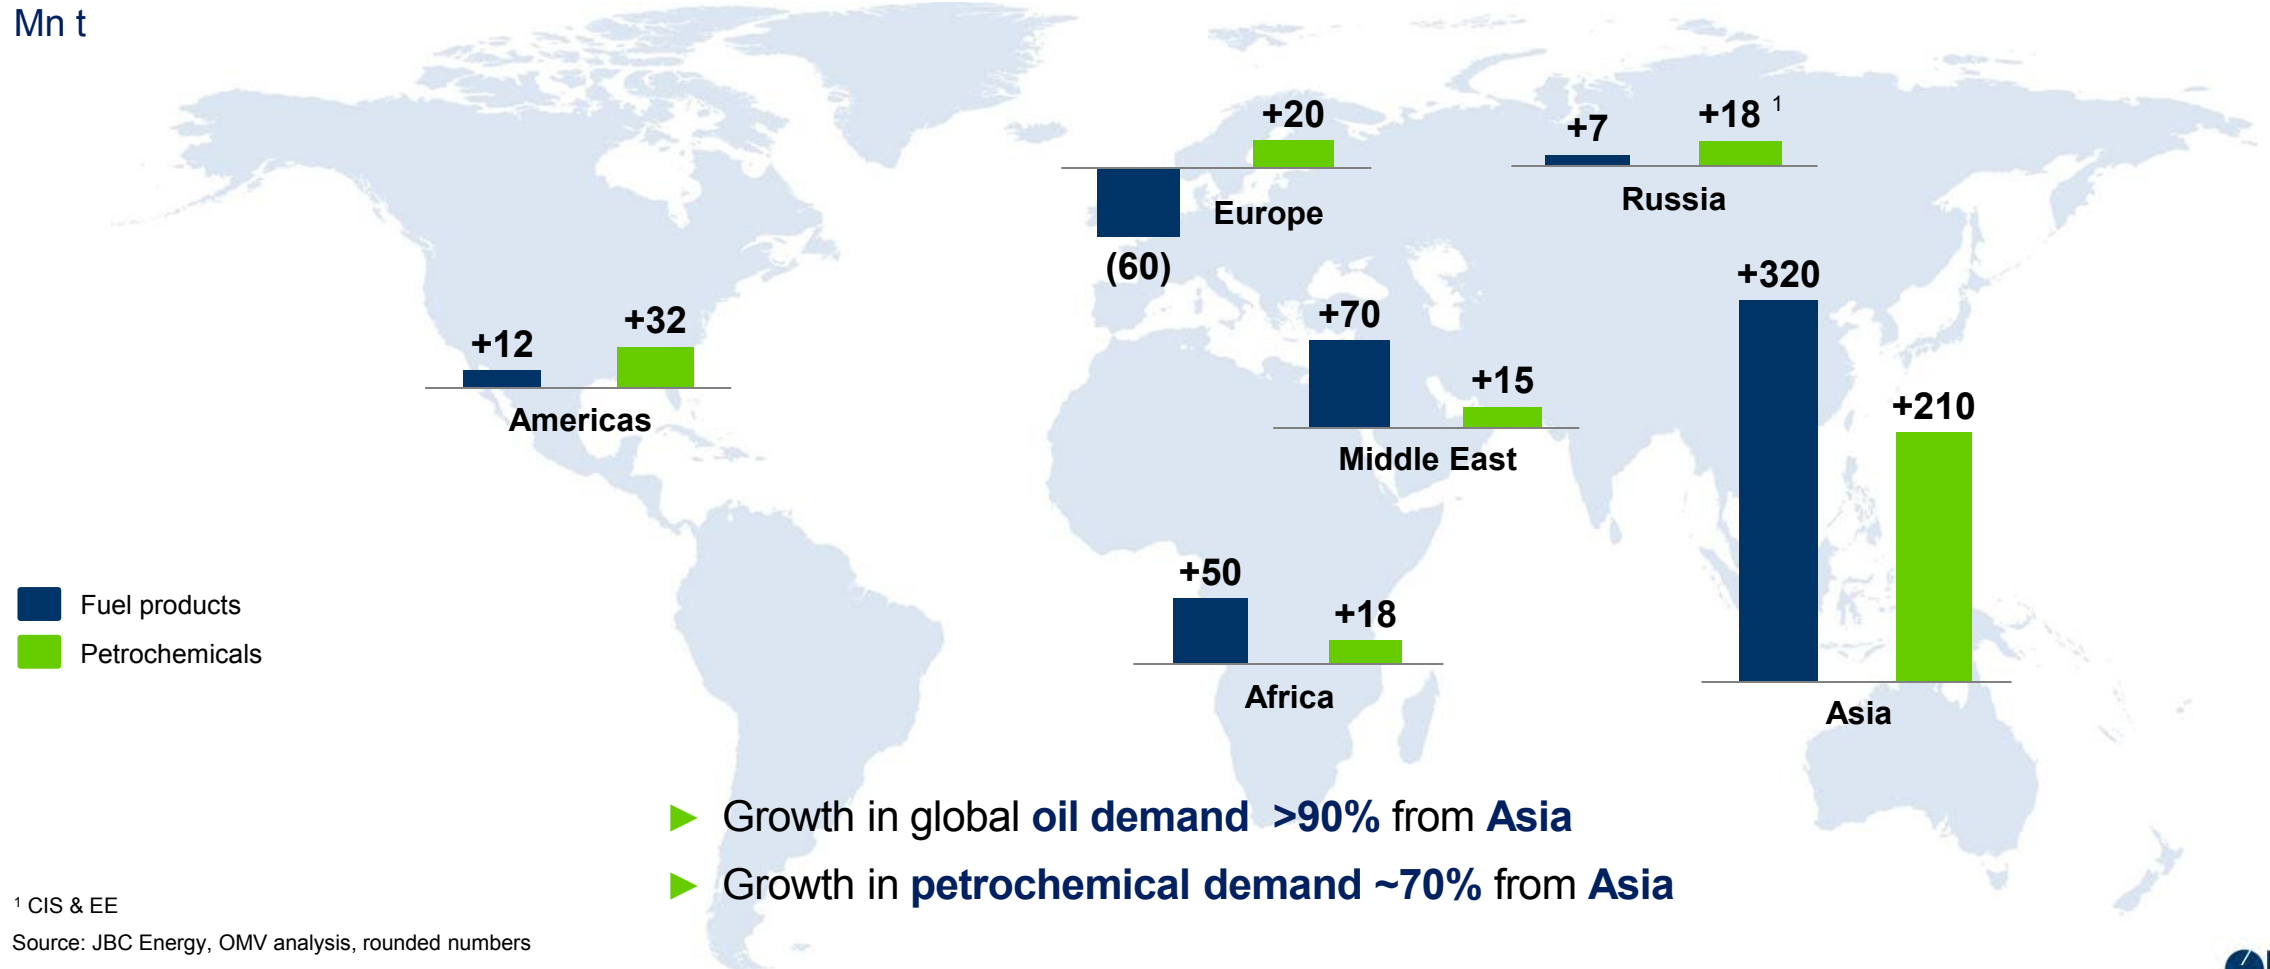 Mn t
+20
(60)
Europe
+7
+18 1
Russia
+12
+32
Americas
+70
+15
Middle East
+320
+210
Asia
+50
+18
Africa
Fuel products
Petrochemicals
► Growth in global oil demand >90% from Asia
► Growth in petrochemical demand ~70% from Asia
1 CIS & EE
Source: JBC Energy, OMV analysis, rounded numbers